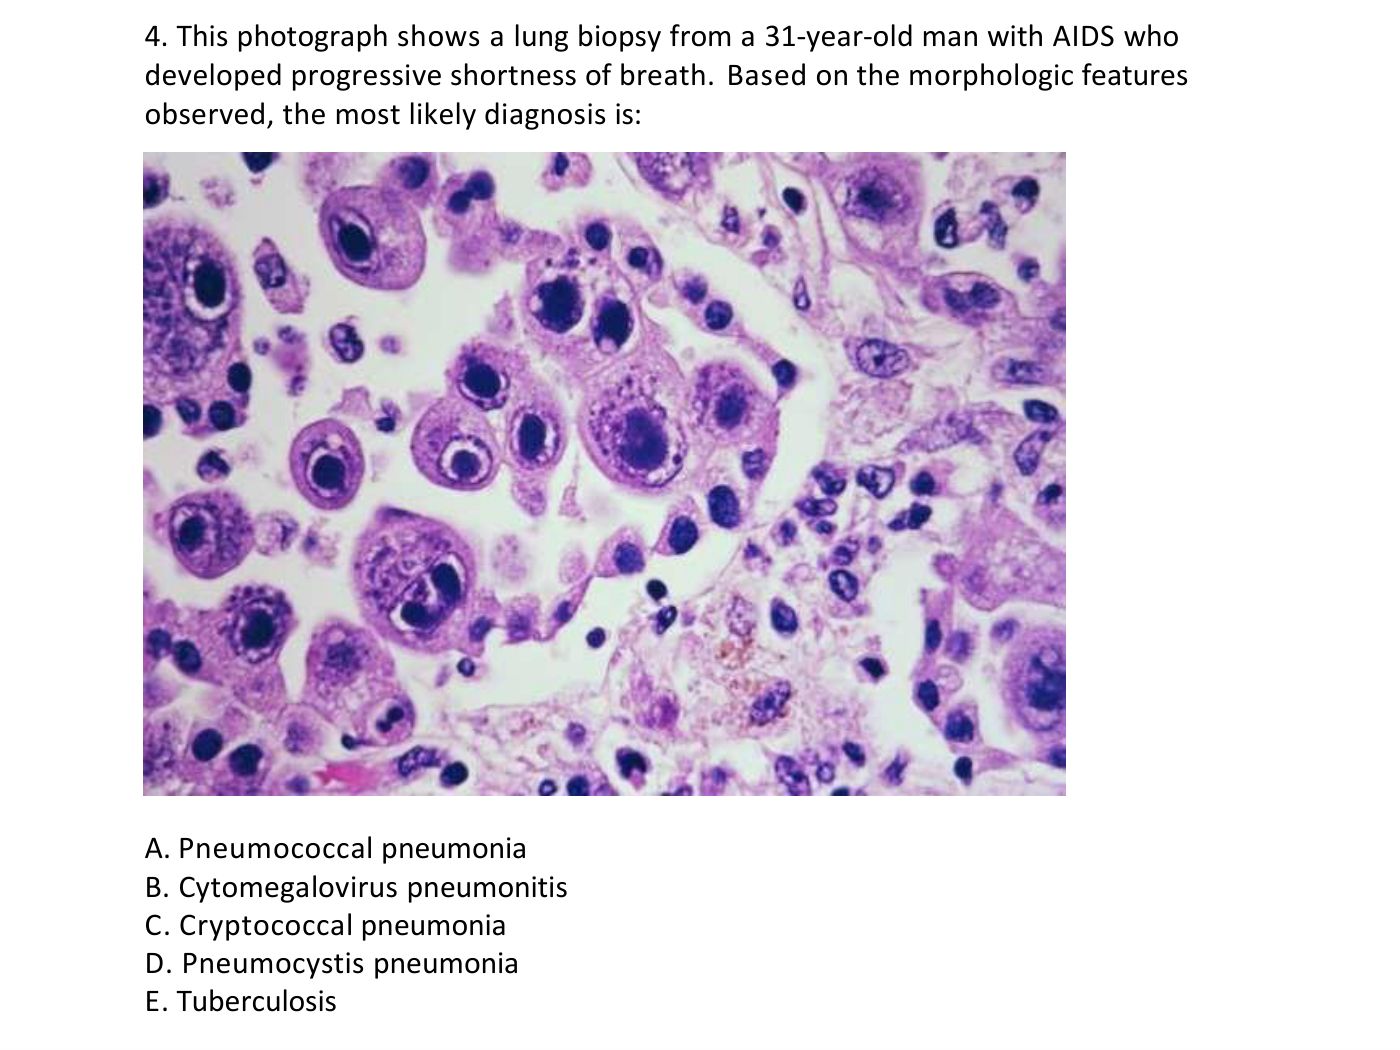 4. This photograph shows a lung biopsy from a 31-year-old man with AIDS who
developed progressive shortness of breath. Based on the morphologic features
observed, the most likely diagnosis is:
A. Pneumococcal pneumonia
B. Cytomegalovirus pneumonitis
C. Cryptococcal pneumonia
D. Pneumocystis pneumonia
E. Tuberculosis